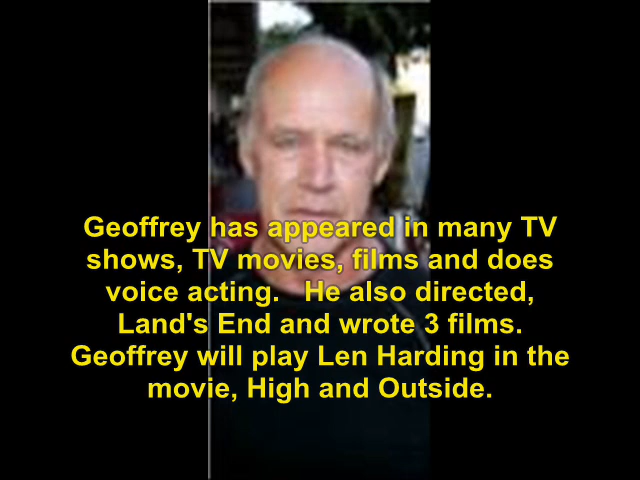 Geoffrey has appeared in many TV
shows, TV movies, films and does
voice acting.   He also directed,
Land's End and wrote 3 films.
Geoffrey will play Len Harding in the
movie, High and Outside.